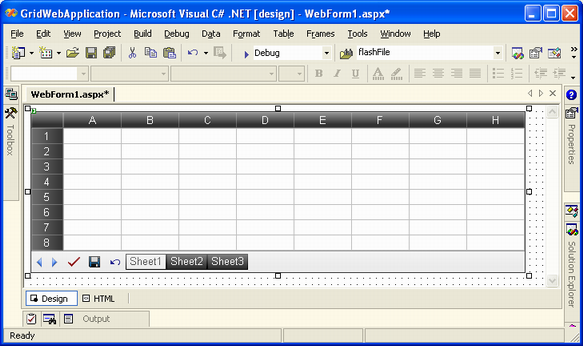 GridWebApplication - Microsoft Visual C# .NET [design] - WebForm1.aspx*
File Edit View Project Build Debug Data Format Table Frames Tools Window Help
Debug flashFile
B I U A
WebForm1.aspx*
Toolbox
Properties
Solution Explorer
A B C D E F G H
1
2
3
4
5
6
7
8
Sheet1 Sheet2 Sheet3
Design HTML
Output
Ready